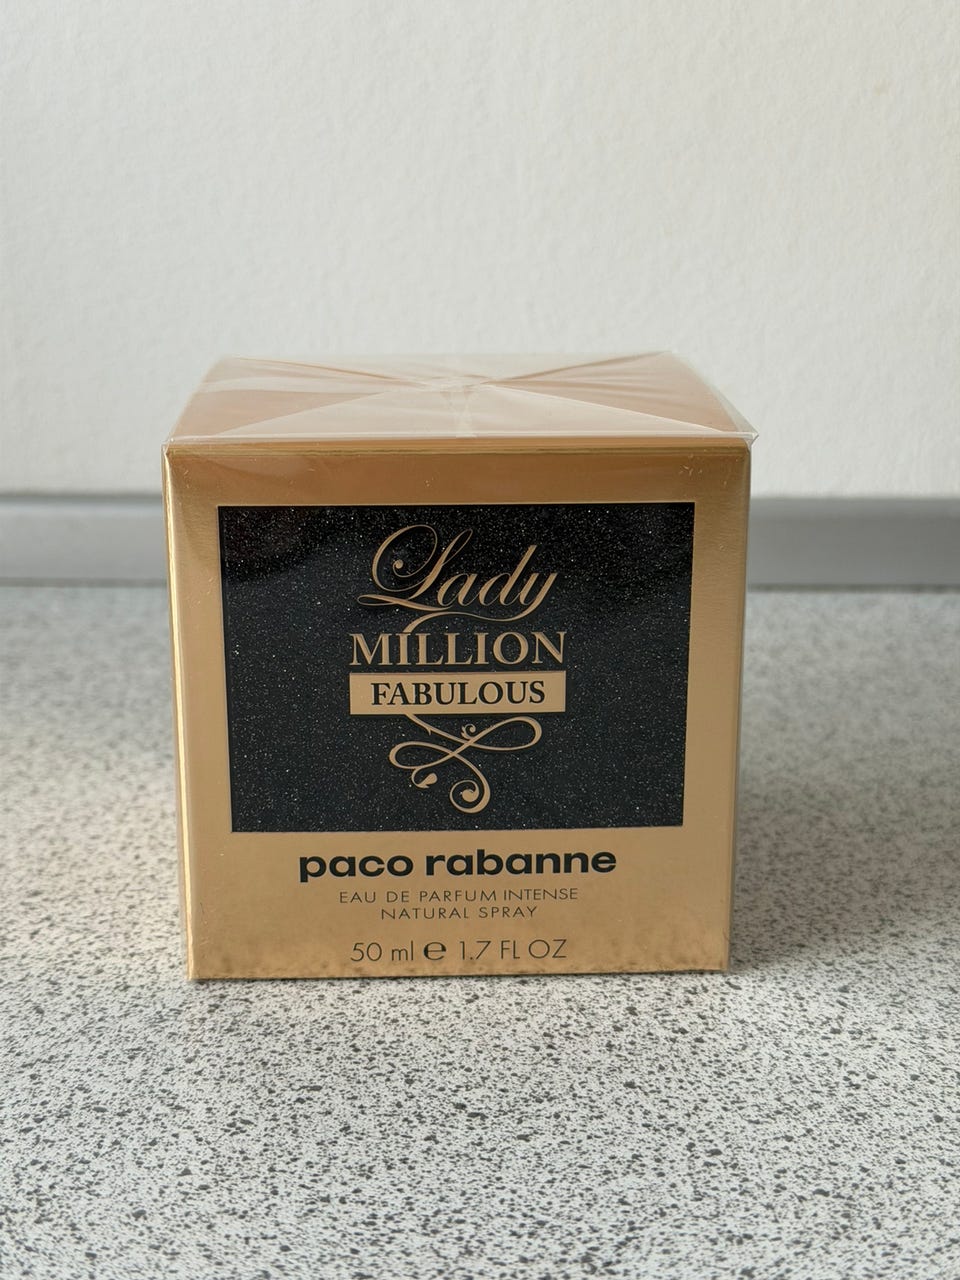 Lady
MILLION
FABULOUS
paco rabanne
EAU DE PARFUM INTENSE
NATURAL SPRAY
50 ml ℮ 1.7 FL OZ